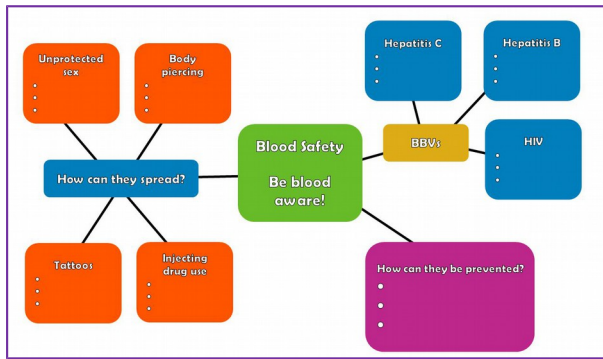 Unprotected
sex
Body
piercing
Hepatitis C
Hepatitis B
Blood Safety
Be blood
aware!
BBVs
HIV
How can they spread?
Tattoos
Injecting
drug use
How can they be prevented?